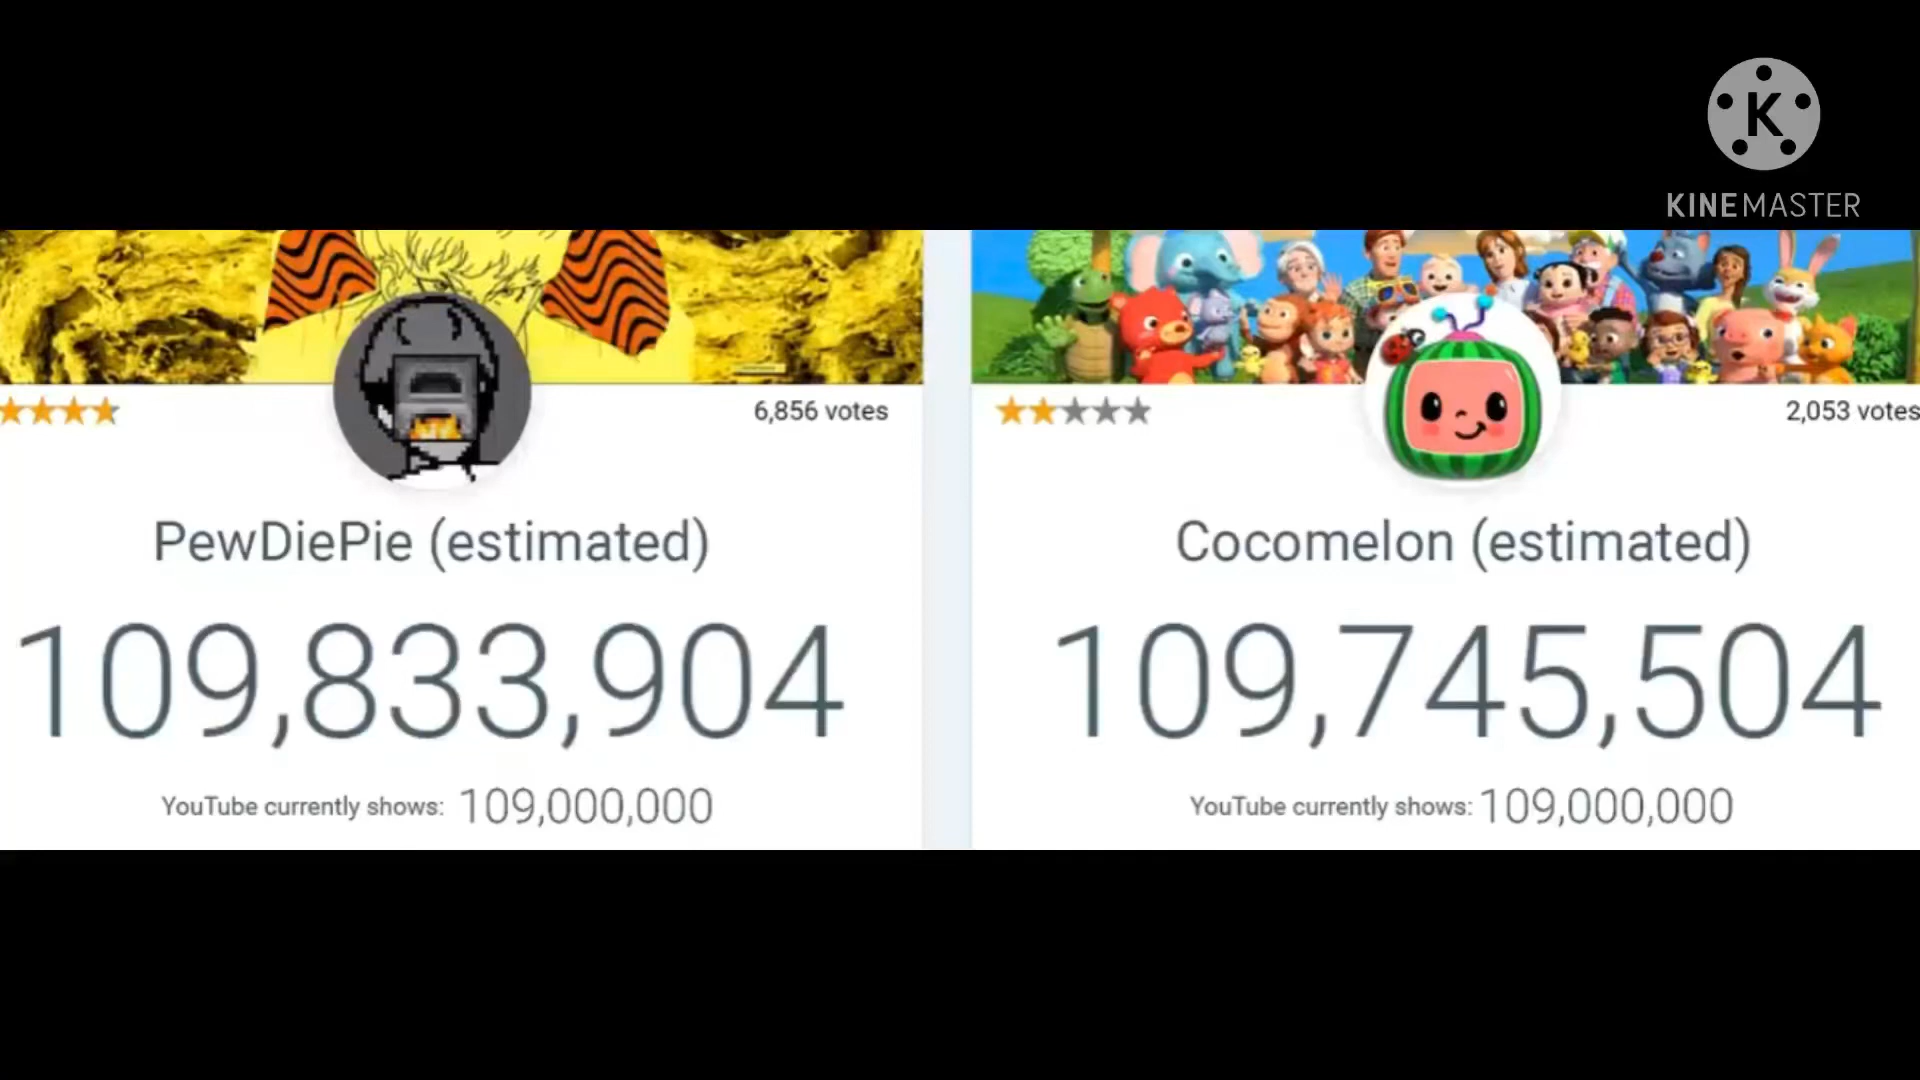 K
KINEMASTER
6,856 votes
2,053 votes
PewDiePie (estimated)
Cocomelon (estimated)
109,833,904
109,745,504
YouTube currently shows: 109,000,000
YouTube currently shows: 109,000,000